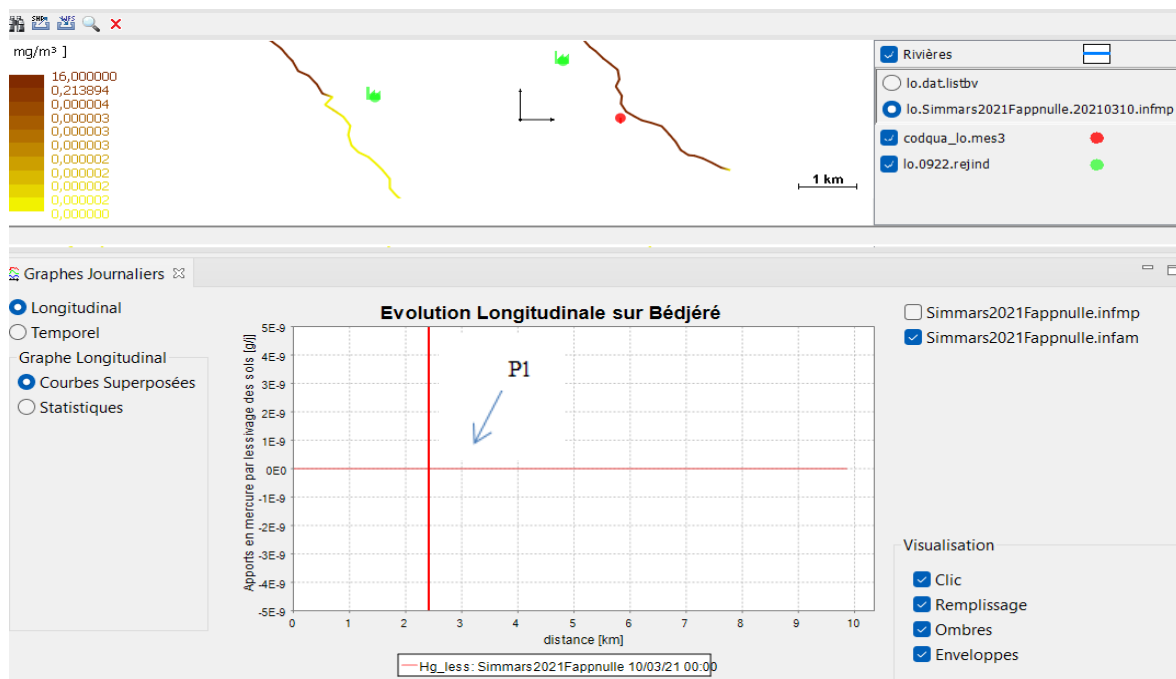 SHP+
WFS
mg/m³ ]
16,000000
0,213894
0,000004
0,000003
0,000003
0,000003
0,000002
0,000002
0,000002
0,000002
0,000000
1 km
Rivières
lo.dat.listbv
lo.Simmars2021Fappnulle.20210310.infmp
codqua_lo.mes3
lo.0922.rejind
Graphes Journaliers
Longitudinal
Temporel
Graphe Longitudinal
Courbes Superposées
Statistiques
Evolution Longitudinale sur Bédjéré
Apports en mercure par lessivage des sols [g/j]
5E-9
4E-9
3E-9
2E-9
1E-9
0E0
-1E-9
-2E-9
-3E-9
-4E-9
-5E-9
P1
0 1 2 3 4 5 6 7 8 9 10
distance [km]
Hg_less: Simmars2021Fappnulle 10/03/21 00:00
Simmars2021Fappnulle.infmp
Simmars2021Fappnulle.infam
Visualisation
Clic
Remplissage
Ombres
Enveloppes